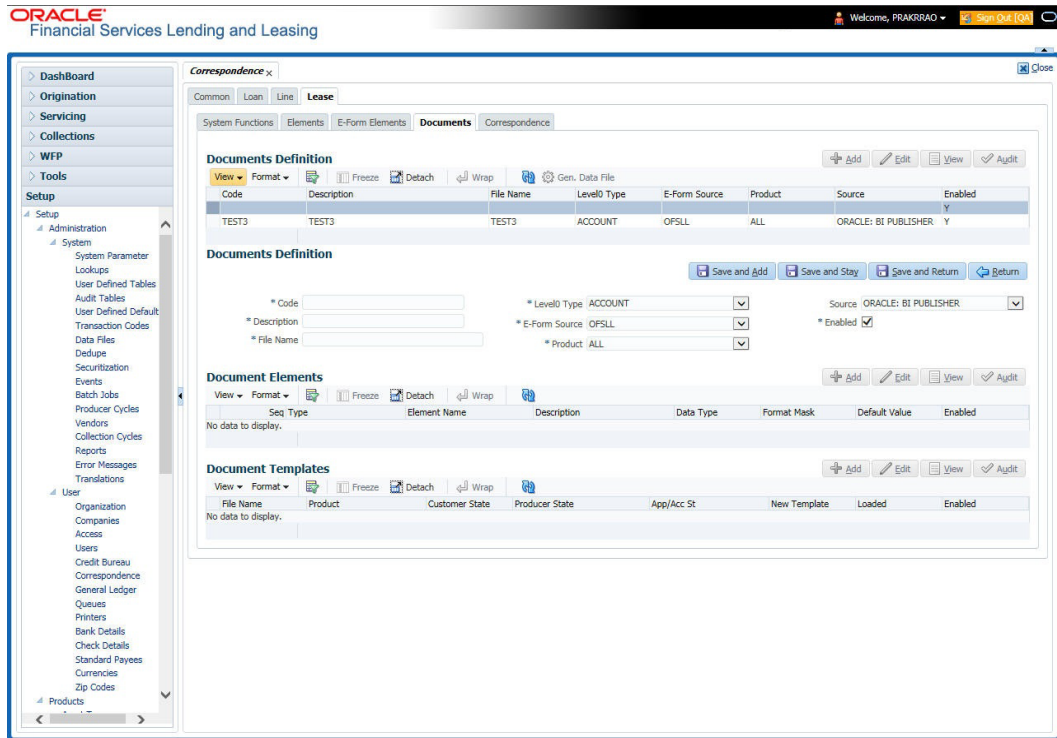 ORACLE
Financial Services Lending and Leasing
Welcome, PRAKRRAO Sign Out [QA]
Close
DashBoard
Origination
Servicing
Collections
WFP
Tools
Setup
Setup
Administration
System
System Parameter
Lookups
User Defined Tables
Audit Tables
User Defined Default
Transaction Codes
Data Files
Dedupe
Securitization
Events
Batch Jobs
Producer Cycles
Vendors
Collection Cycles
Reports
Error Messages
Translations
User
Organization
Companies
Access
Users
Credit Bureau
Correspondence
General Ledger
Queues
Printers
Bank Details
Check Details
Standard Payees
Currencies
Zip Codes
Products
Correspondence x
Common Loan Line Lease
System Functions Elements E-Form Elements Documents Correspondence
Documents Definition Add Edit View Audit
View Format Freeze Detach Wrap Gen. Data File
Code Description File Name Level0 Type E-Form Source Product Source Enabled
Y
TEST3 TEST3 TEST3 ACCOUNT OFSLL ALL ORACLE: BI PUBLISHER Y
Documents Definition
Save and Add Save and Stay Save and Return Return
* Code * Level0 Type ACCOUNT Source ORACLE: BI PUBLISHER
* Description * E-Form Source OFSLL * Enabled
* File Name * Product ALL
Document Elements Add Edit View Audit
View Format Freeze Detach Wrap
Seq Type Element Name Description Data Type Format Mask Default Value Enabled
No data to display.
Document Templates Add Edit View Audit
View Format Freeze Detach Wrap
File Name Product Customer State Producer State App/Acc St New Template Loaded Enabled
No data to display.